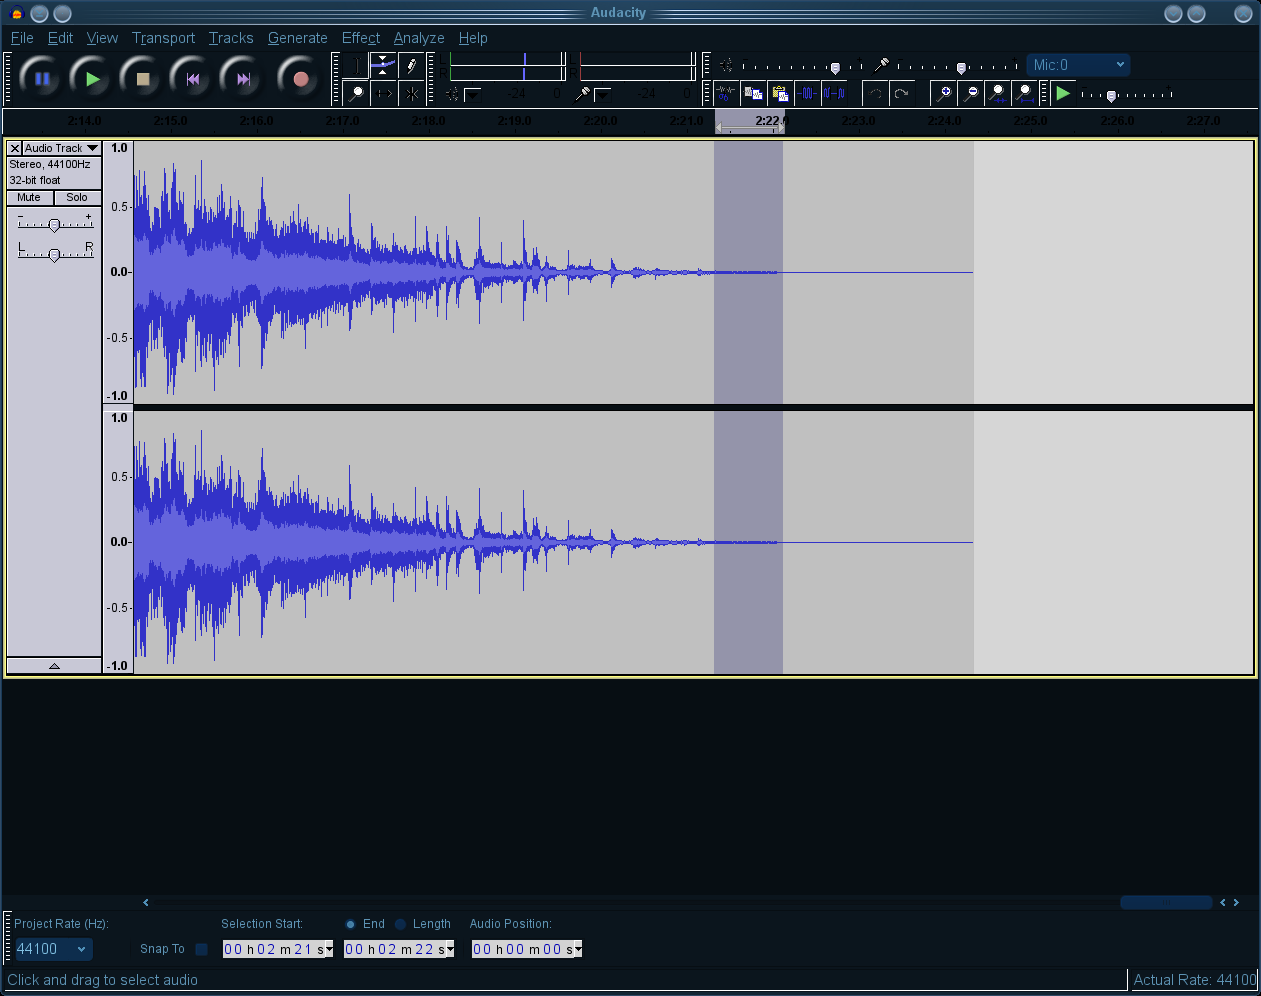 Audacity
File Edit View Transport Tracks Generate Effect Analyze Help
L
R
-24 0
-24 0
Mic:0
2:14.0 2:15.0 2:16.0 2:17.0 2:18.0 2:19.0 2:20.0 2:21.0 2:22.0 2:23.0 2:24.0 2:25.0 2:26.0 2:27.0
Audio Track
Stereo, 44100Hz
32-bit float
Mute Solo
- +
L R
1.0
0.5
0.0
-0.5
-1.0
1.0
0.5
0.0
-0.5
-1.0
Project Rate (Hz): Selection Start: End Length Audio Position:
44100 Snap To 00 h 02 m 21 s 00 h 02 m 22 s 00 h 00 m 00 s
Click and drag to select audio Actual Rate: 44100